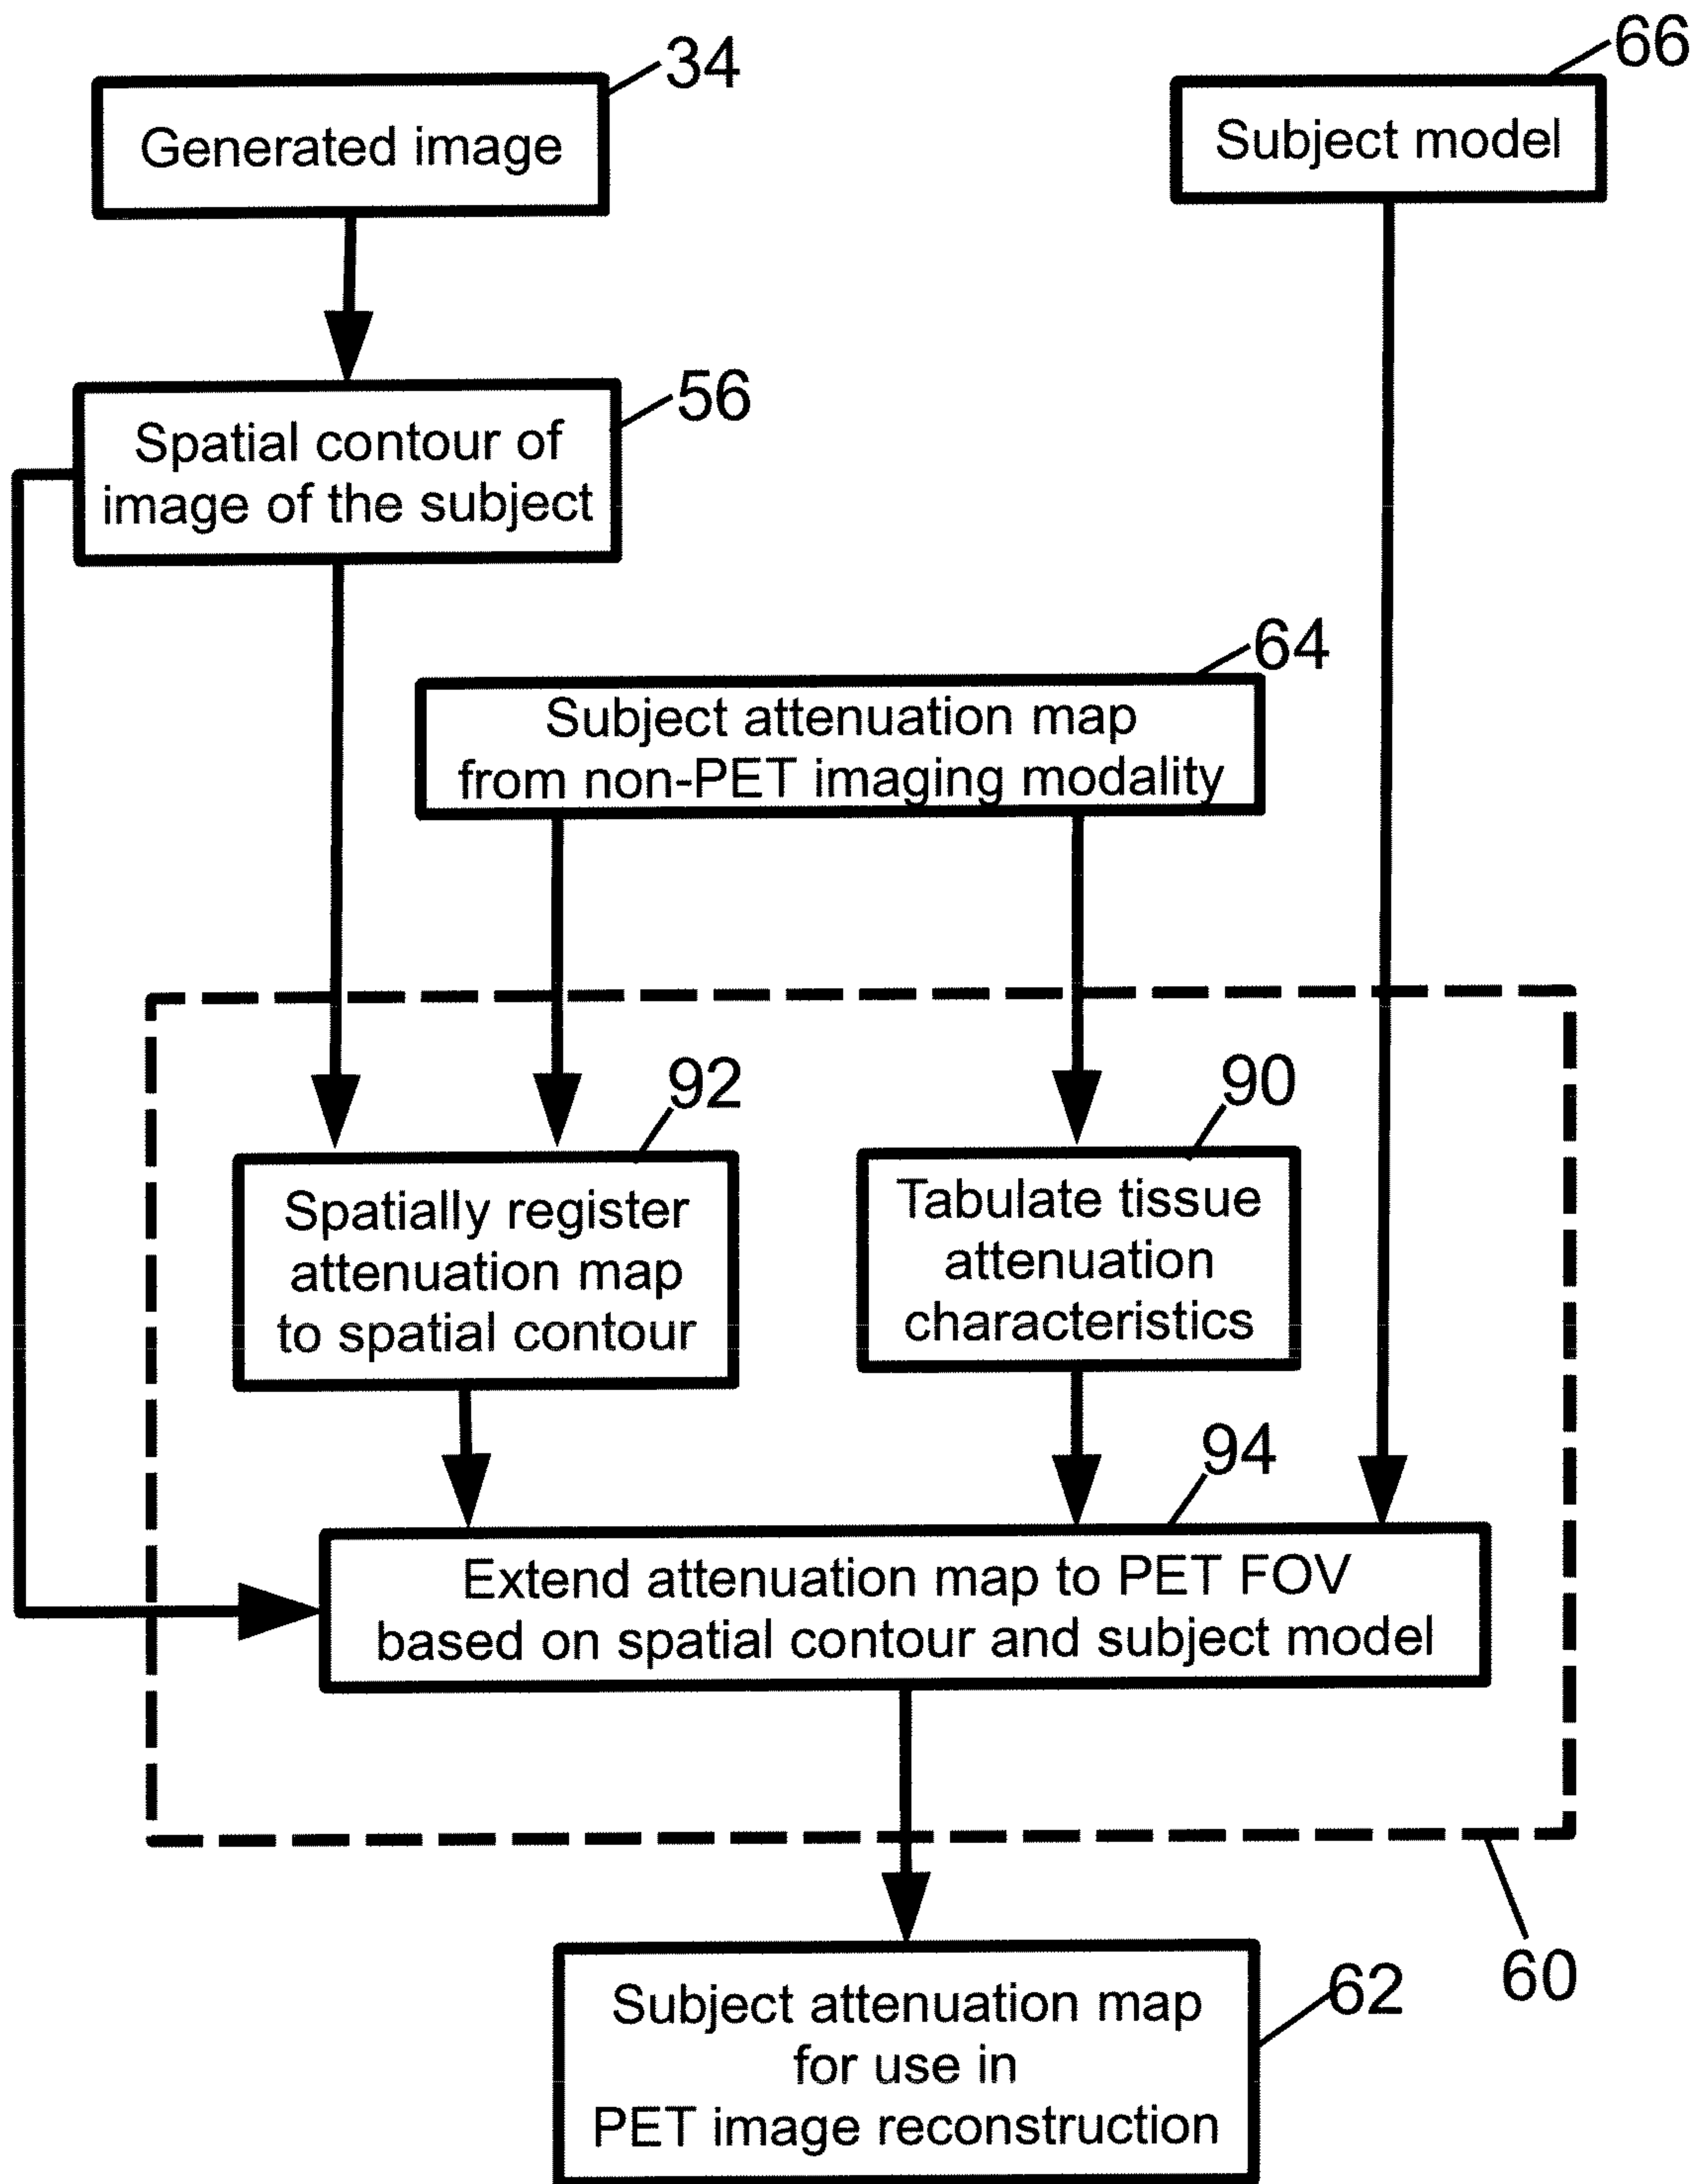 34
66
Generated image
Subject model
56
Spatial contour of
image of the subject
64
Subject attenuation map
from non-PET imaging modality
92
90
Spatially register
attenuation map
to spatial contour
Tabulate tissue
attenuation
characteristics
94
Extend attenuation map to PET FOV
based on spatial contour and subject model
60
62
Subject attenuation map
for use in
PET image reconstruction